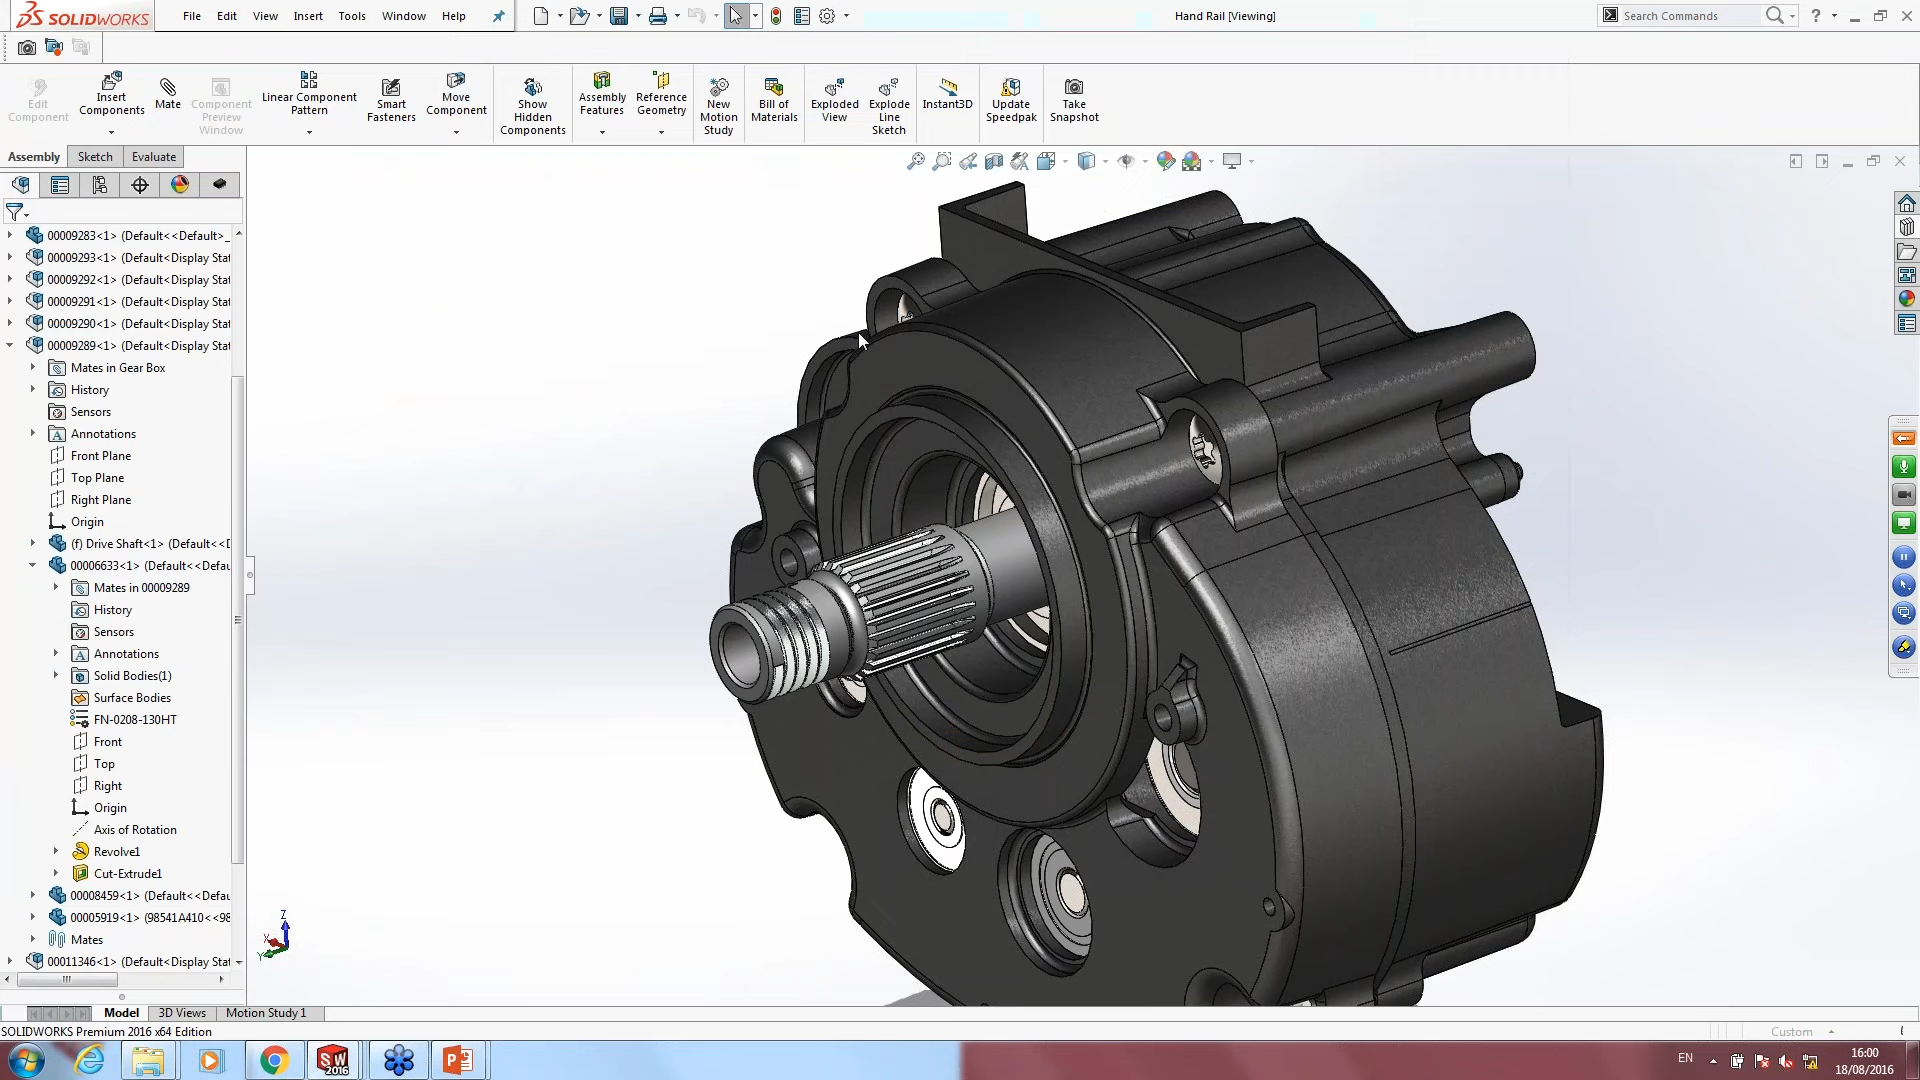 SOLIDWORKS
File Edit View Insert Tools Window Help
Hand Rail [Viewing]
Search Commands
Edit Component
Insert Components
Mate
Component Preview Window
Linear Component Pattern
Smart Fasteners
Move Component
Show Hidden Components
Assembly Features
Reference Geometry
New Motion Study
Bill of Materials
Exploded View
Explode Line Sketch
Instant3D
Update Speedpak
Take Snapshot
Assembly Sketch Evaluate
00009283<1> (Default<<Default>_
00009293<1> (Default<Display Stat
00009292<1> (Default<Display Stat
00009291<1> (Default<Display Stat
00009290<1> (Default<Display Stat
00009289<1> (Default<Display Stat
Mates in Gear Box
History
Sensors
Annotations
Front Plane
Top Plane
Right Plane
Origin
(f) Drive Shaft<1> (Default<<D
00006633<1> (Default<<Defau
Mates in 00009289
History
Sensors
Annotations
Solid Bodies(1)
Surface Bodies
FN-0208-130HT
Front
Top
Right
Origin
Axis of Rotation
Revolve1
Cut-Extrude1
00008459<1> (Default<<Defau
00005919<1> (98541A410<<98
Mates
00011346<1> (Default<Display Stat
Z
X
Y
Model 3D Views Motion Study 1
SOLIDWORKS Premium 2016 x64 Edition
Custom
SW 2016
EN
16:00
18/08/2016